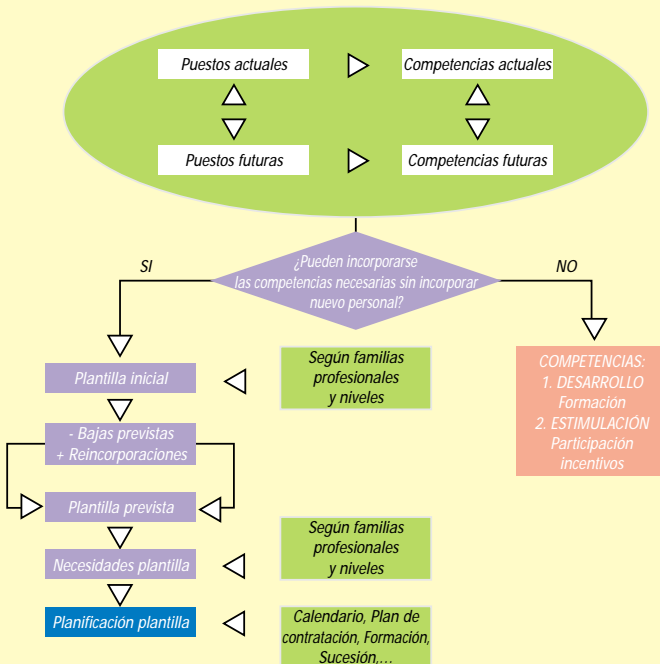 Puestos actuales
Competencias actuales
Puestos futuras
Competencias futuras
¿Pueden incorporarse
las competencias necesarias sin incorporar
nuevo personal?
SI
NO
Plantilla inicial
Según familias
profesionales
y niveles
COMPETENCIAS:
1. DESARROLLO
Formación
2. ESTIMULACIÓN
Participación
incentivos
- Bajas previstas
+ Reincorporaciones
Plantilla prevista
Necesidades plantilla
Según familias
profesionales
y niveles
Planificación plantilla
Calendario, Plan de
contratación, Formación,
Sucesión,...